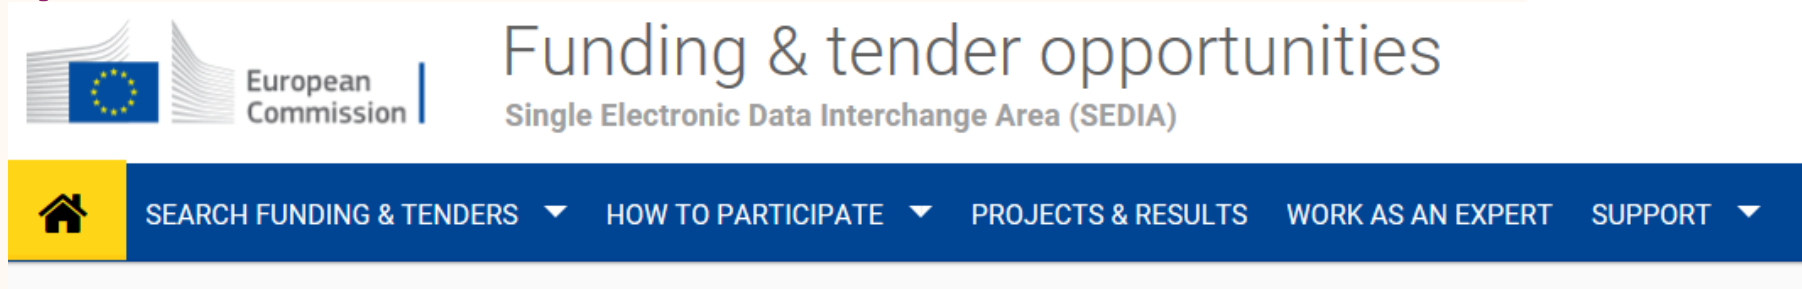 European
Commission
Funding & tender opportunities
Single Electronic Data Interchange Area (SEDIA)
SEARCH FUNDING & TENDERS HOW TO PARTICIPATE PROJECTS & RESULTS WORK AS AN EXPERT SUPPORT